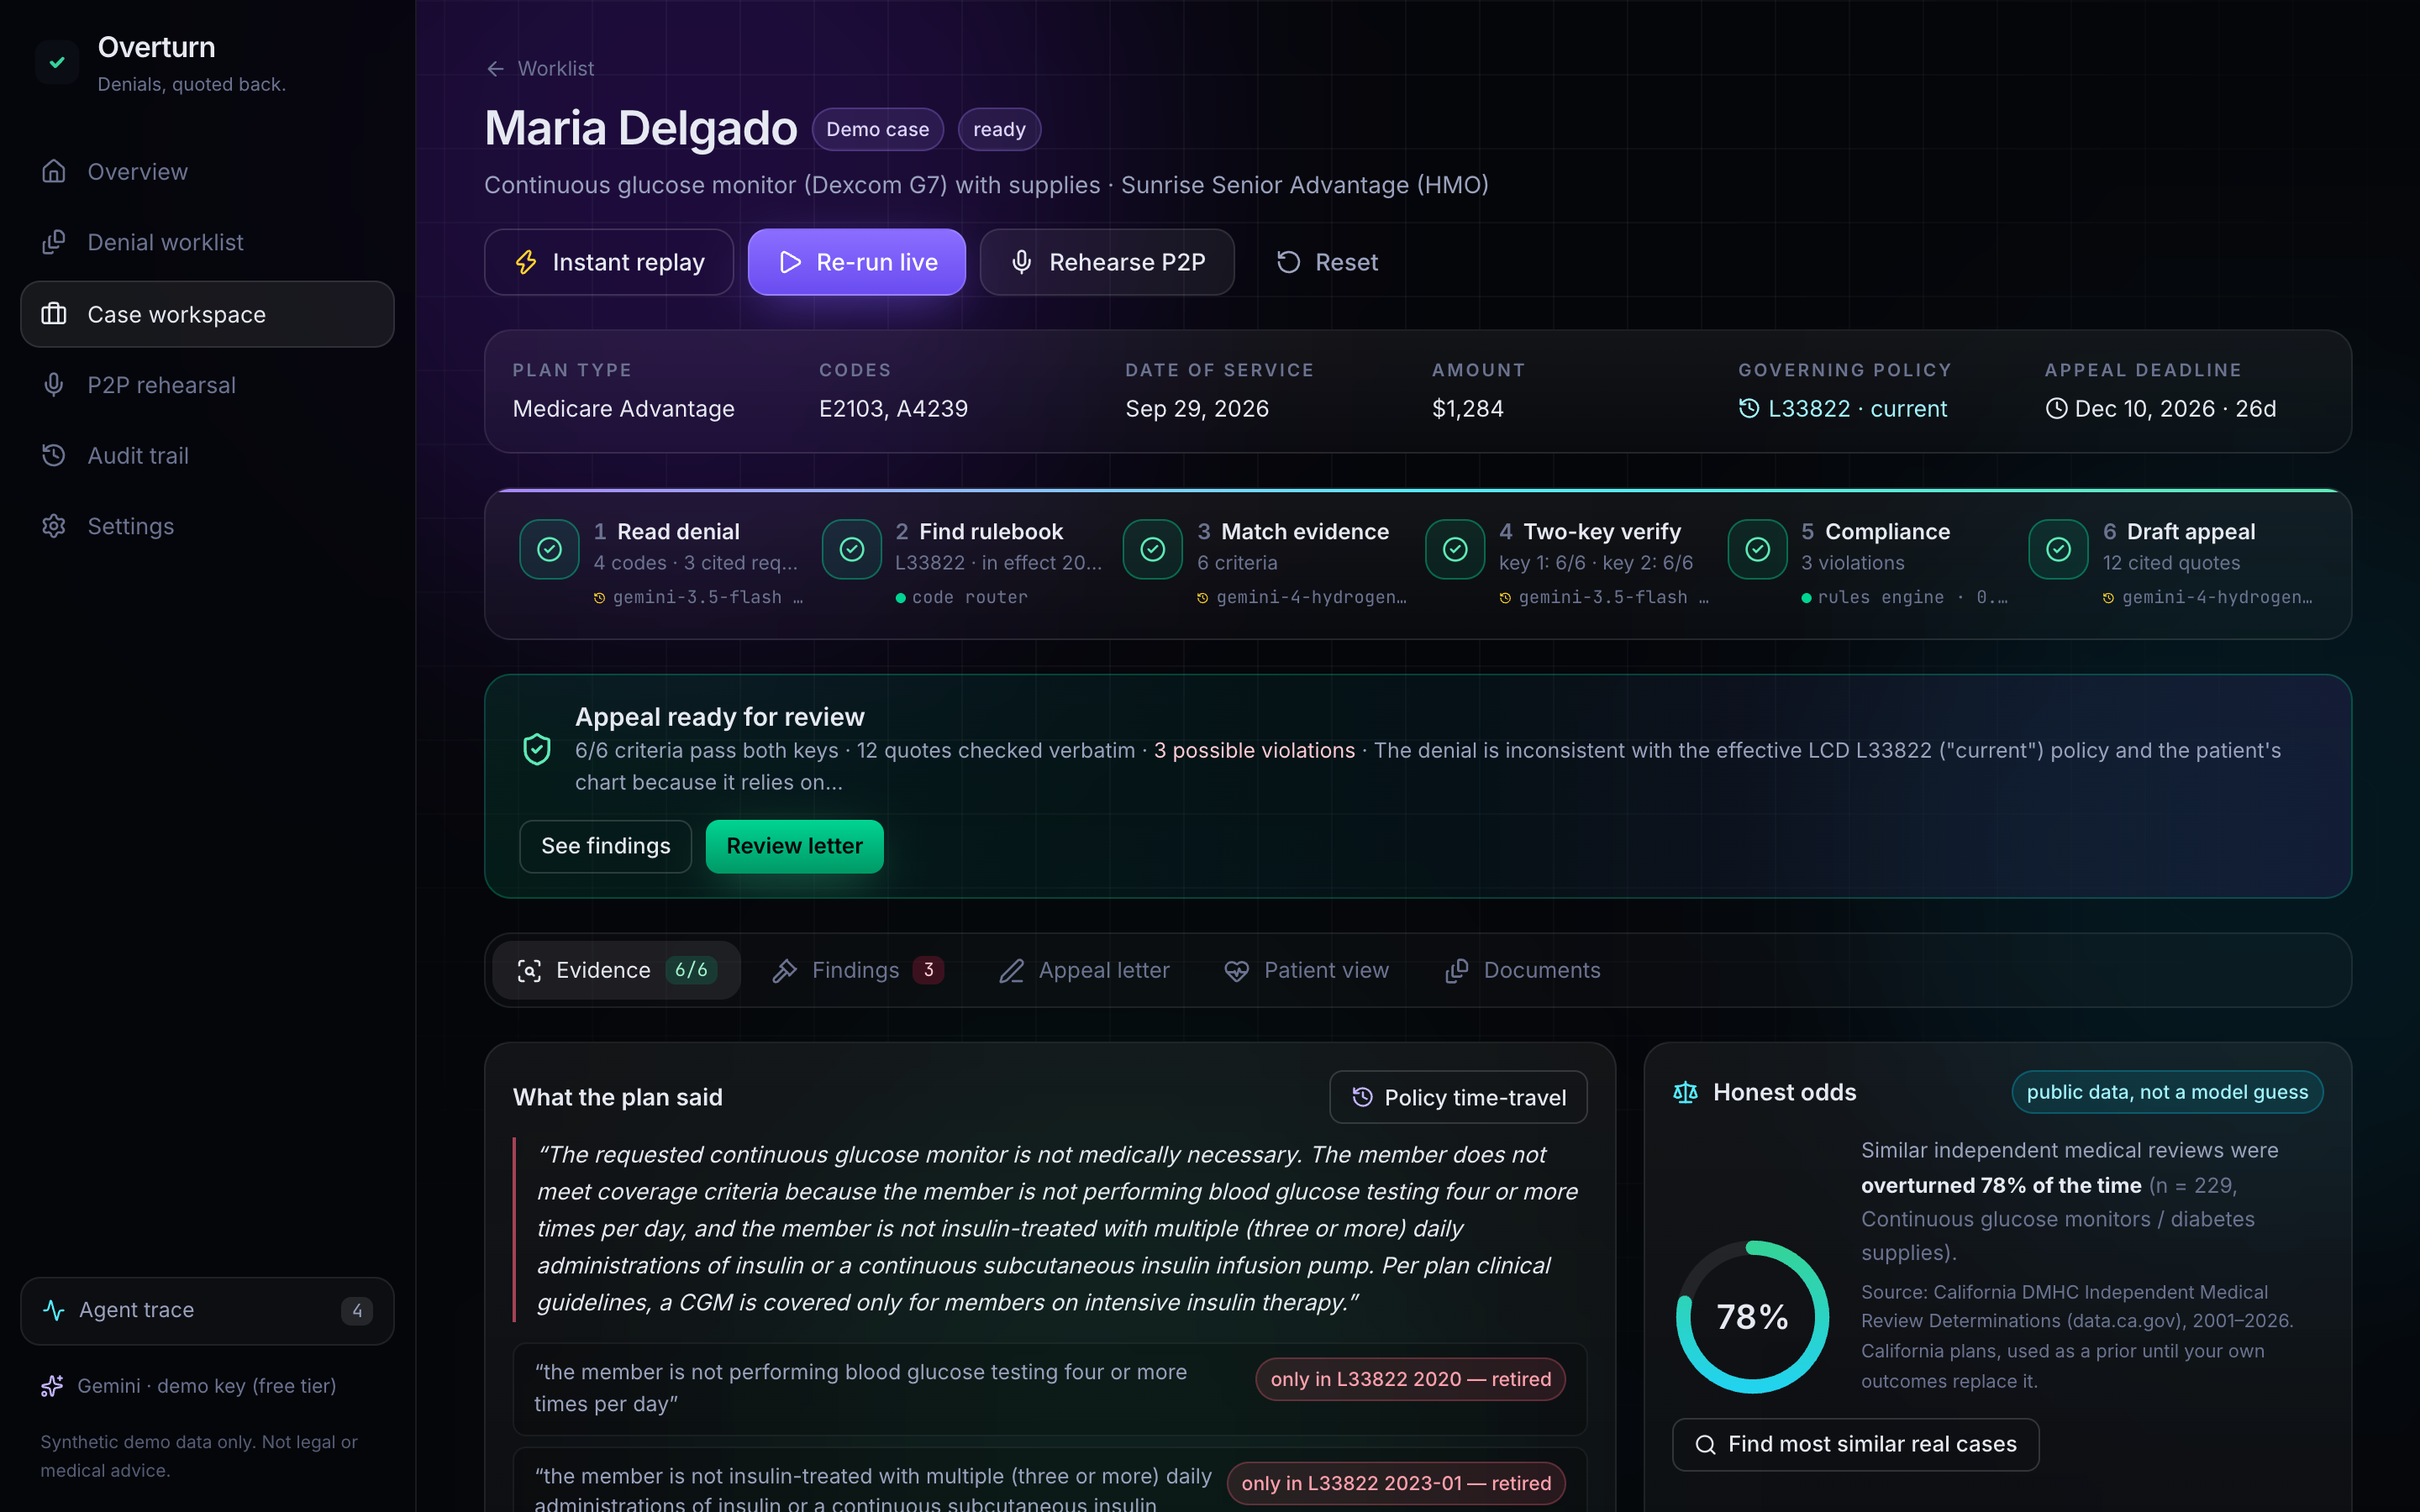 Overturn
Denials, quoted back.
Overview
Denial worklist
Case workspace
P2P rehearsal
Audit trail
Settings
Agent trace 4
Gemini · demo key (free tier)
Synthetic demo data only. Not legal or
medical advice.
Worklist
Maria Delgado Demo case ready
Continuous glucose monitor (Dexcom G7) with supplies · Sunrise Senior Advantage (HMO)
Instant replay Re-run live Rehearse P2P Reset
PLAN TYPE CODES DATE OF SERVICE AMOUNT GOVERNING POLICY APPEAL DEADLINE
Medicare Advantage E2103, A4239 Sep 29, 2026 $1,284 L33822 · current Dec 10, 2026 · 26d
1 Read denial 2 Find rulebook 3 Match evidence 4 Two-key verify 5 Compliance 6 Draft appeal
4 codes · 3 cited req... L33822 · in effect 20... 6 criteria key 1: 6/6 · key 2: 6/6 3 violations 12 cited quotes
gemini-3.5-flash … code router gemini-4-hydrogen… gemini-3.5-flash … rules engine · 0.… gemini-4-hydrogen…
Appeal ready for review
6/6 criteria pass both keys · 12 quotes checked verbatim · 3 possible violations · The denial is inconsistent with the effective LCD L33822 ("current") policy and the patient's
chart because it relies on...
See findings Review letter
Evidence 6/6 Findings 3 Appeal letter Patient view Documents
What the plan said Policy time-travel
“The requested continuous glucose monitor is not medically necessary. The member does not
meet coverage criteria because the member is not performing blood glucose testing four or more
times per day, and the member is not insulin-treated with multiple (three or more) daily
administrations of insulin or a continuous subcutaneous insulin infusion pump. Per plan clinical
guidelines, a CGM is covered only for members on intensive insulin therapy.”
“the member is not performing blood glucose testing four or more
times per day”
only in L33822 2020 — retired
“the member is not insulin-treated with multiple (three or more) daily
administrations of insulin or a continuous subcutaneous insulin
only in L33822 2023-01 — retired
Honest odds public data, not a model guess
78%
Similar independent medical reviews were
overturned 78% of the time (n = 229,
Continuous glucose monitors / diabetes
supplies).
Source: California DMHC Independent Medical
Review Determinations (data.ca.gov), 2001–2026.
California plans, used as a prior until your own
outcomes replace it.
Find most similar real cases